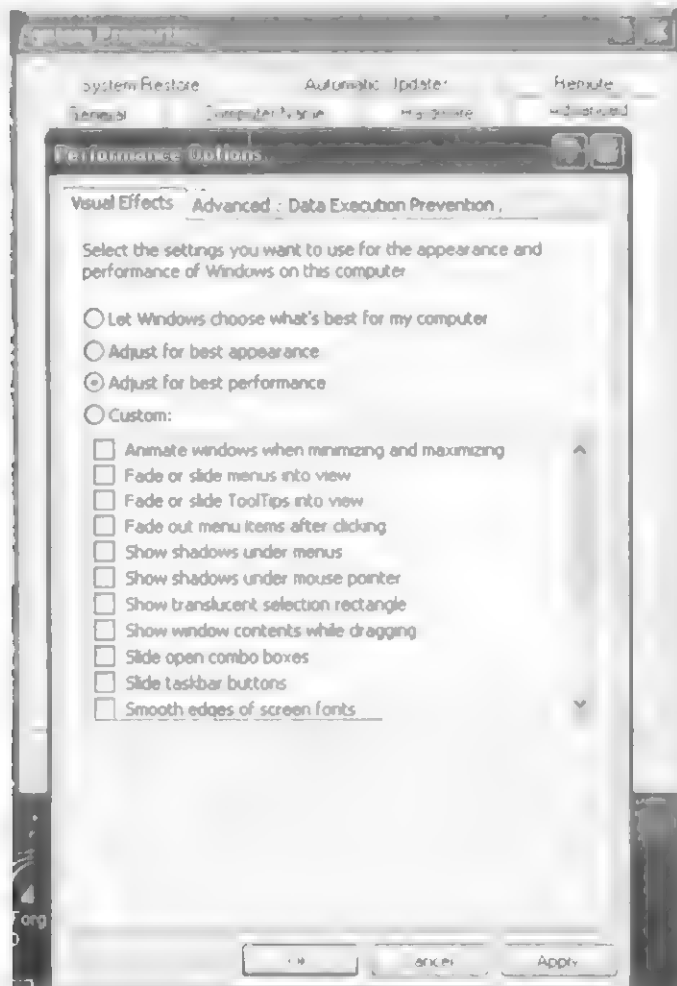 System Properties
System Restore Automatic Updates Remote
General Computer Name Hardware Advanced
Performance Options
Visual Effects Advanced Data Execution Prevention
Select the settings you want to use for the appearance and
performance of Windows on this computer
Let Windows choose what's best for my computer
Adjust for best appearance
Adjust for best performance
Custom:
Animate windows when minimizing and maximizing
Fade or slide menus into view
Fade or slide ToolTips into view
Fade out menu items after clicking
Show shadows under menus
Show shadows under mouse pointer
Show translucent selection rectangle
Show window contents while dragging
Slide open combo boxes
Slide taskbar buttons
Smooth edges of screen fonts
org
OK Cancel Apply